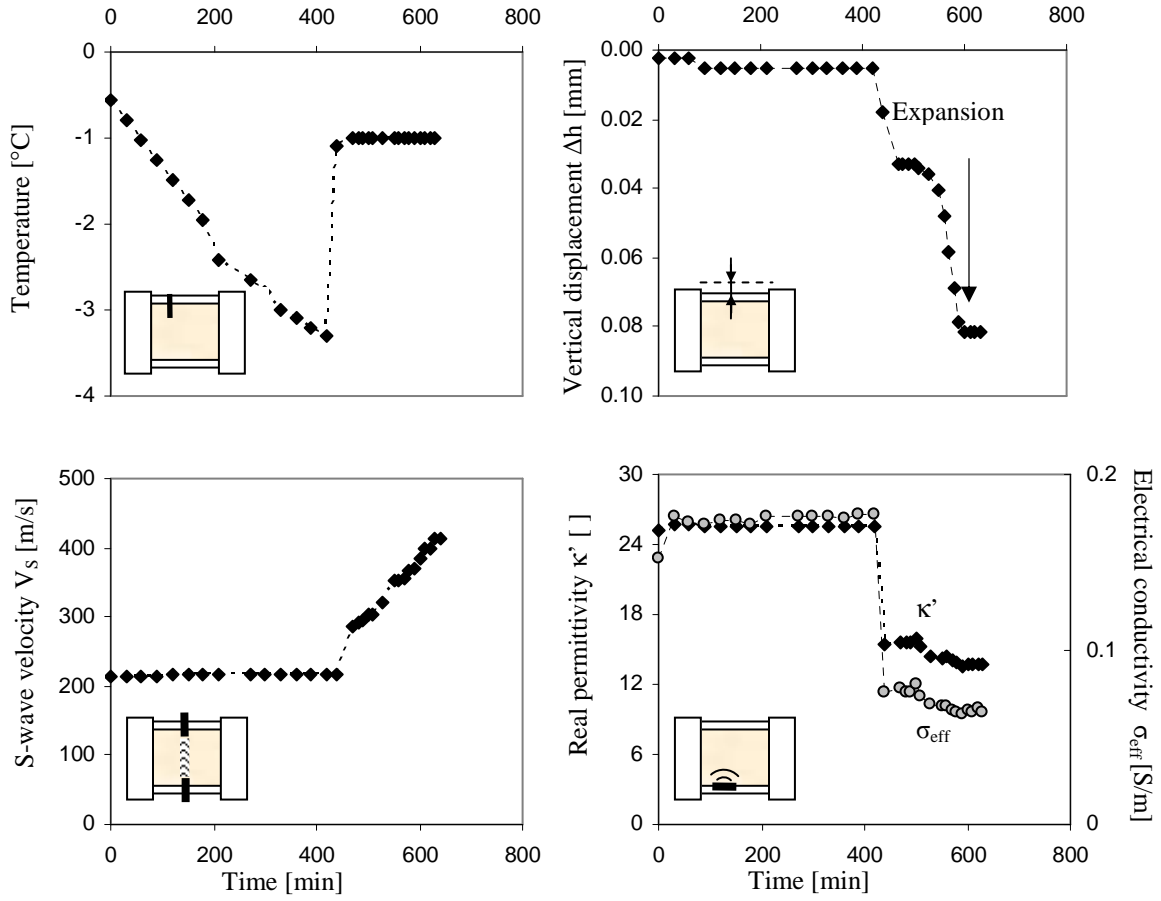 0 200 400 600 800
0
-1
-2
-3
-4
Temperature [°C]
0 200 400 600 800
0.00
0.02
0.04
0.06
0.08
0.10
Vertical displacement Δh [mm]
Expansion
500
400
300
200
100
0
S-wave velocity VS [m/s]
0 200 400 600 800
Time [min]
30
24
18
12
6
0
Real permittivity κ’ [ ]
κ’
σeff
0.2
0.1
0
Electrical conductivity σeff [S/m]
0 200 400 600 800
Time [min]